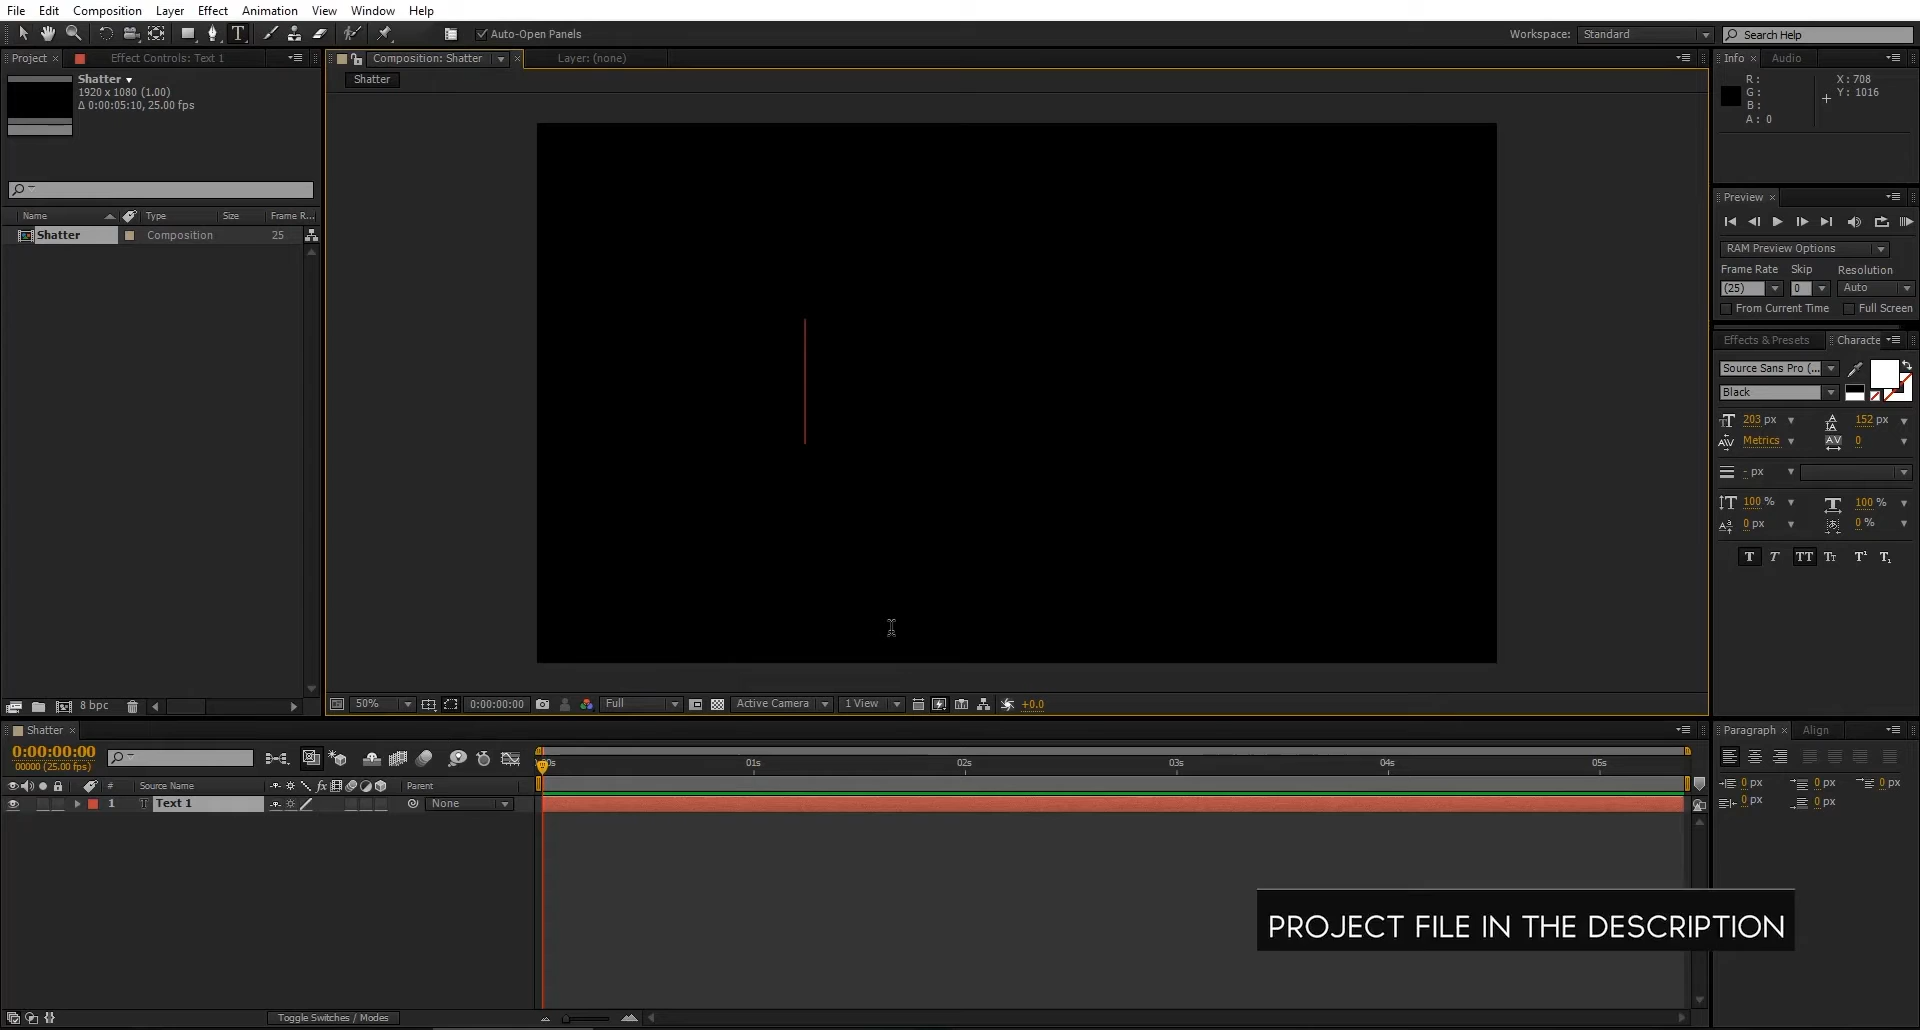 File Edit Composition Layer Effect Animation View Window Help
Auto-Open Panels Workspace: Standard Search Help
Project Effect Controls: Text 1 Composition: Shatter Layer: (none) Info Audio
Shatter
1920 x 1080 (1.00)
Δ 0:00:05:10, 25.00 fps
Shatter
R: X: 708
G: Y: 1016
B:
A: 0
Preview
Name Type Size Frame R...
Shatter Composition 25
RAM Preview Options
Frame Rate Skip Resolution
(25) 0 Auto
From Current Time Full Screen
Effects & Presets Characte
Source Sans Pro (...
Black
203 px 152 px
Metrics 0
- px
100 % 100 %
0 px 0 %
T T TT Tt T¹ T₁
8 bpc 50% 0:00:00:00 Full Active Camera 1 View +0.0
Shatter Paragraph Align
0:00:00:00
00000 (25.00 fps)
01s 02s 03s 04s 05s
# Source Name fx Parent
1 T Text 1 None
0 px 0 px 0 px
0 px 0 px
PROJECT FILE IN THE DESCRIPTION
Toggle Switches / Modes